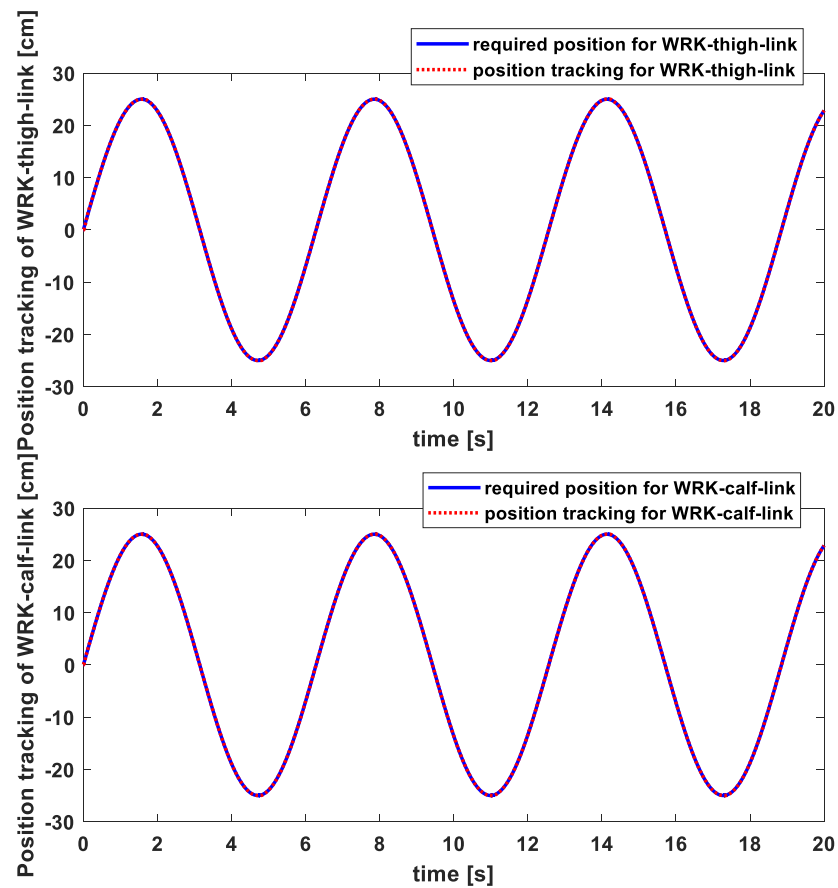 required position for WRK-thigh-link
position tracking for WRK-thigh-link
Position tracking of WRK-thigh-link [cm]
30
20
10
0
-10
-20
-30
0 2 4 6 8 10 12 14 16 18 20
time [s]
required position for WRK-calf-link
position tracking for WRK-calf-link
Position tracking of WRK-calf-link [cm]
30
20
10
0
-10
-20
-30
0 2 4 6 8 10 12 14 16 18 20
time [s]